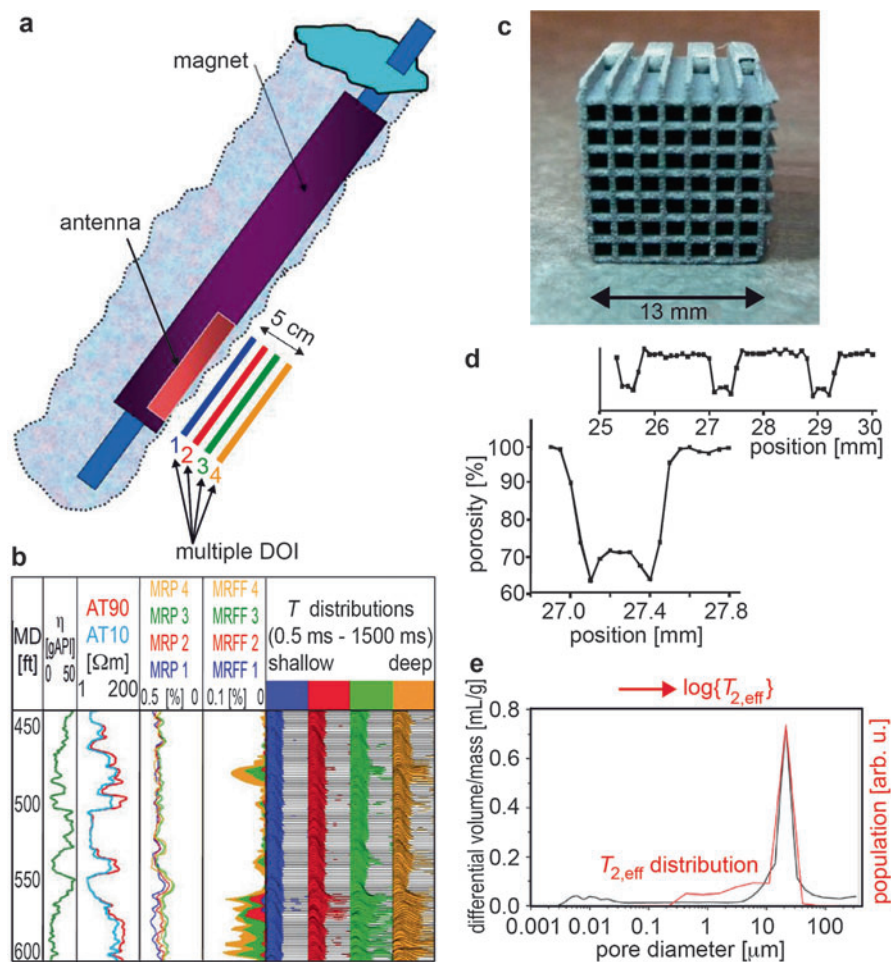 a
magnet
antenna
5 cm
1
2
3
4
multiple DOI
b
MD
[ft]
η
[gAPI]
0 50
AT90
AT10
[Ωm]
1 200
MRP 4
MRP 3
MRP 2
MRP 1
0.5 [%] 0
MRFF 4
MRFF 3
MRFF 2
MRFF 1
0.1 [%] 0
T distributions
(0.5 ms - 1500 ms)
shallow deep
450
500
550
600
c
13 mm
d
25 26 27 28 29 30
position [mm]
porosity [%]
100
90
80
70
60
27.0 27.4 27.8
position [mm]
e
log{T2,eff}
differential volume/mass [mL/g]
0.8
0.6
0.4
0.2
0.0
T2,eff distribution
population [arb. u.]
0.001 0.01 0.1 1 10 100
pore diameter [μm]